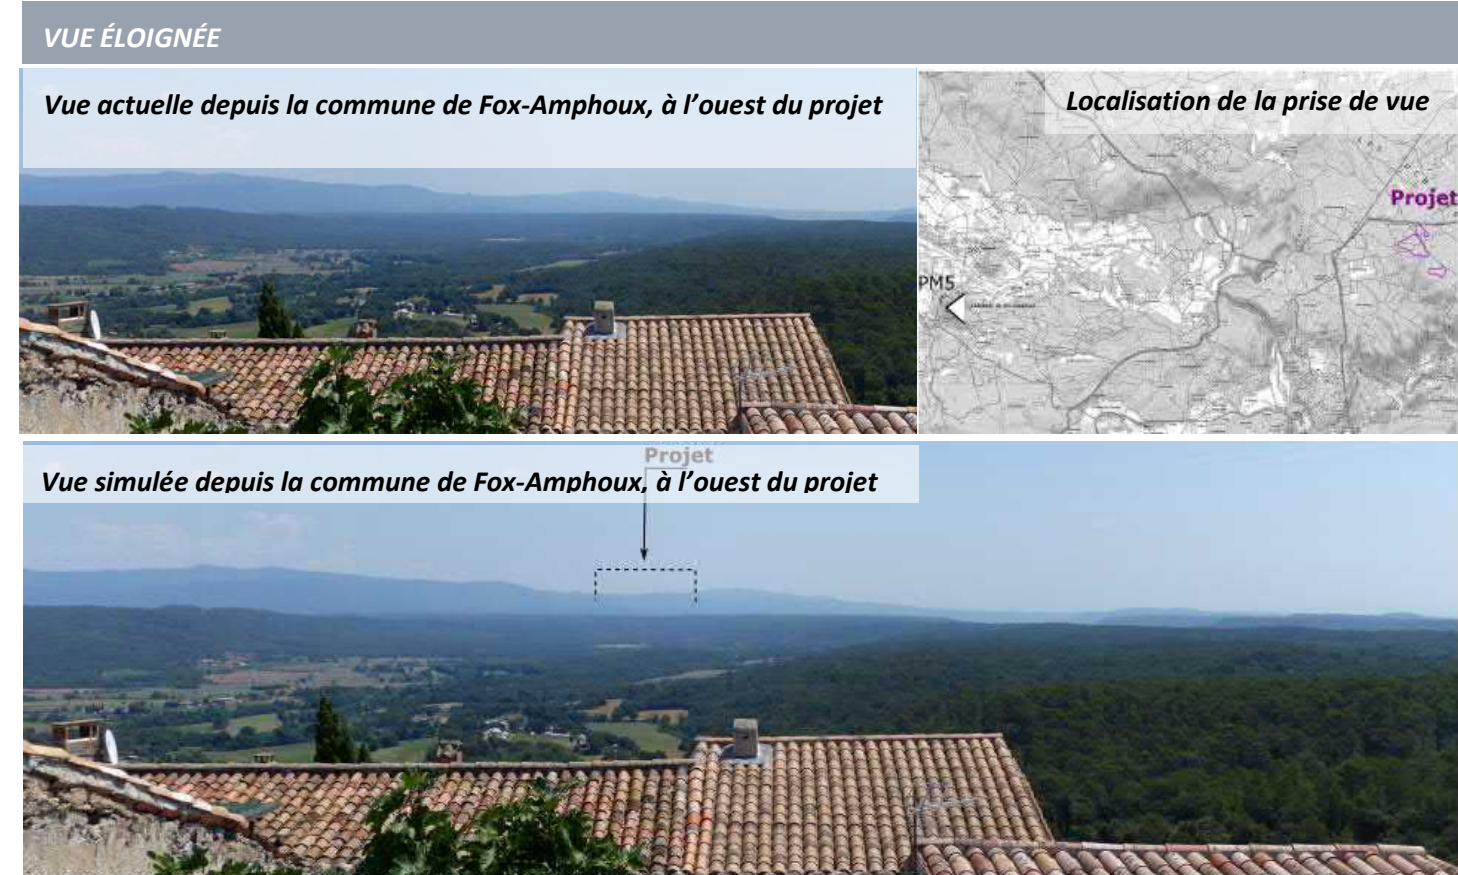 VUE ÉLOIGNÉE
Vue actuelle depuis la commune de Fox-Amphoux, à l'ouest du projet
Localisation de la prise de vue
Projet
PM5
Projet
Vue simulée depuis la commune de Fox-Amphoux, à l'ouest du projet